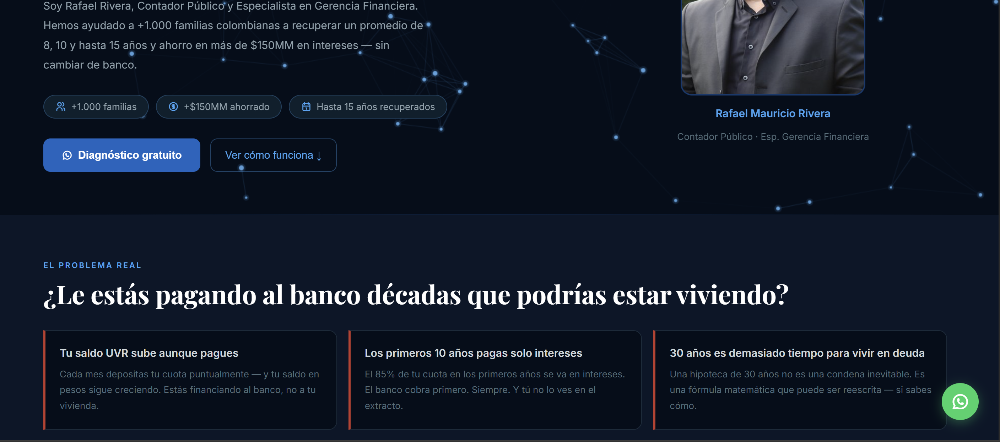 Soy Rafael Rivera, Contador Público y Especialista en Gerencia Financiera.
Hemos ayudado a +1.000 familias colombianas a recuperar un promedio de
8, 10 y hasta 15 años y ahorro en más de $150MM en intereses — sin
cambiar de banco.
+1.000 familias
+$150MM ahorrado
Hasta 15 años recuperados
Diagnóstico gratuito
Ver cómo funciona ↓
Rafael Mauricio Rivera
Contador Público · Esp. Gerencia Financiera
EL PROBLEMA REAL
¿Le estás pagando al banco décadas que podrías estar viviendo?
Tu saldo UVR sube aunque pagues
Cada mes depositas tu cuota puntualmente — y tu saldo en
pesos sigue creciendo. Estás financiando al banco, no a tu
vivienda.
Los primeros 10 años pagas solo intereses
El 85% de tu cuota en los primeros años se va en intereses.
El banco cobra primero. Siempre. Y tú no lo ves en el
extracto.
30 años es demasiado tiempo para vivir en deuda
Una hipoteca de 30 años no es una condena inevitable. Es
una fórmula matemática que puede ser reescrita — si sabes
cómo.